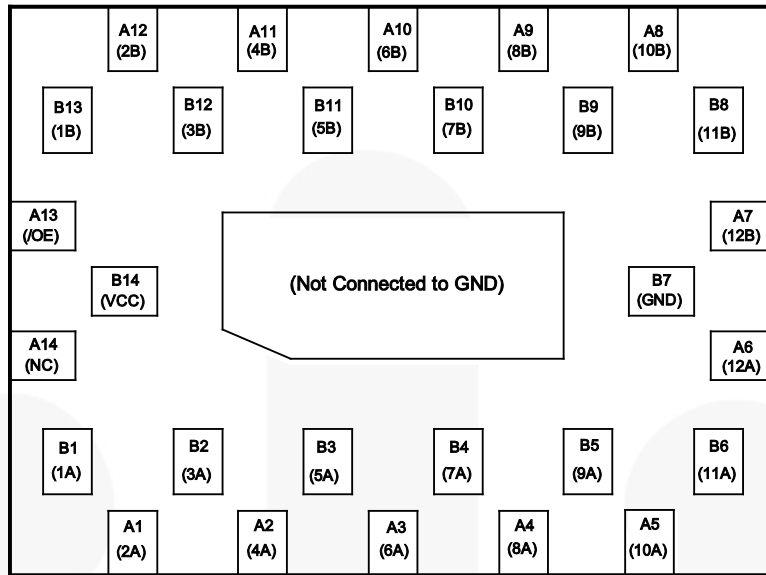 A12
(2B)
A11
(4B)
A10
(6B)
A9
(8B)
A8
(10B)
B13
(1B)
B12
(3B)
B11
(5B)
B10
(7B)
B9
(9B)
B8
(11B)
A13
(/OE)
A7
(12B)
B14
(VCC)
(Not Connected to GND)
B7
(GND)
A14
(NC)
A6
(12A)
B1
(1A)
B2
(3A)
B3
(5A)
B4
(7A)
B5
(9A)
B6
(11A)
A1
(2A)
A2
(4A)
A3
(6A)
A4
(8A)
A5
(10A)